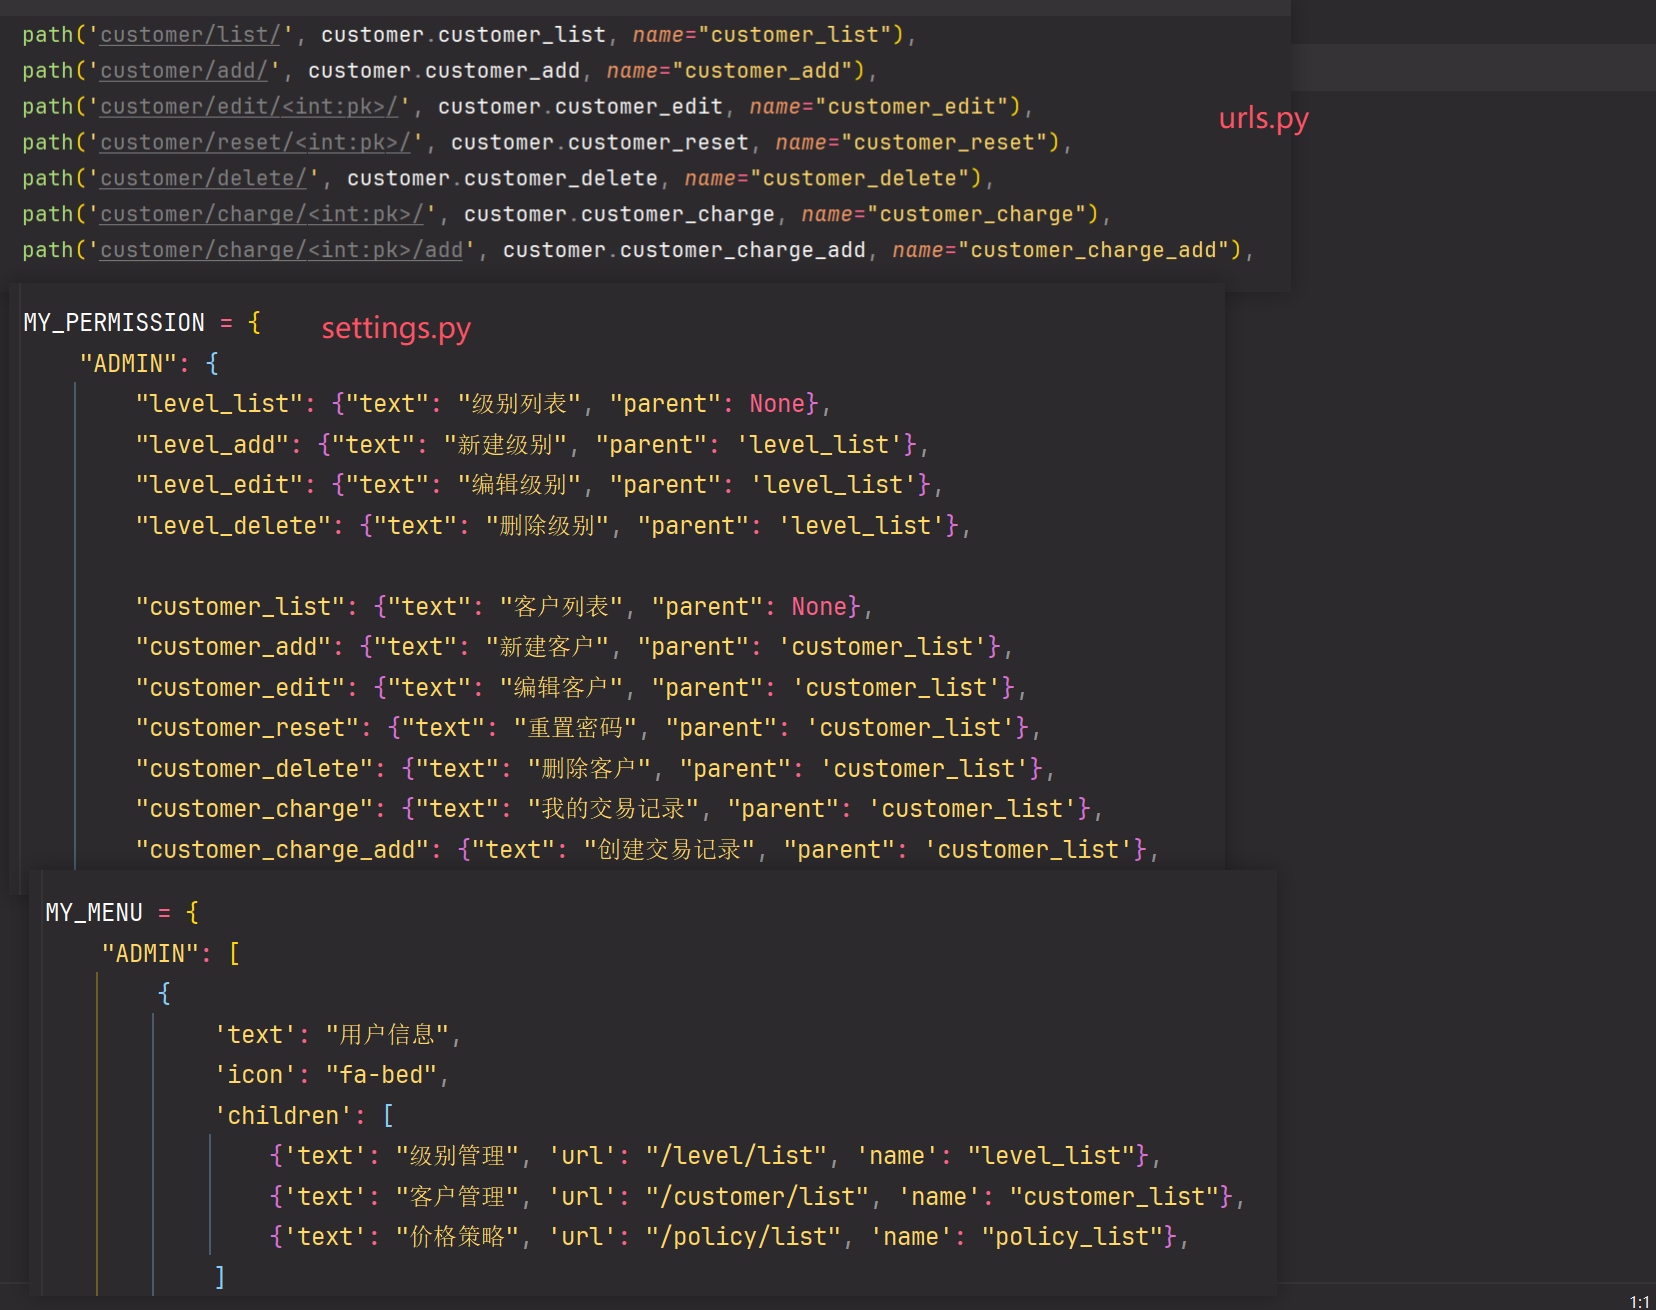 path('customer/list/', customer.customer_list, name="customer_list"),
path('customer/add/', customer.customer_add, name="customer_add"),
path('customer/edit/<int:pk>/', customer.customer_edit, name="customer_edit"),
path('customer/reset/<int:pk>/', customer.customer_reset, name="customer_reset"),
path('customer/delete/', customer.customer_delete, name="customer_delete"),
path('customer/charge/<int:pk>/', customer.customer_charge, name="customer_charge"),
path('customer/charge/<int:pk>/add', customer.customer_charge_add, name="customer_charge_add"),
urls.py
MY_PERMISSION = {
settings.py
"ADMIN": {
"level_list": {"text": "级别列表", "parent": None},
"level_add": {"text": "新建级别", "parent": 'level_list'},
"level_edit": {"text": "编辑级别", "parent": 'level_list'},
"level_delete": {"text": "删除级别", "parent": 'level_list'},
"customer_list": {"text": "客户列表", "parent": None},
"customer_add": {"text": "新建客户", "parent": 'customer_list'},
"customer_edit": {"text": "编辑客户", "parent": 'customer_list'},
"customer_reset": {"text": "重置密码", "parent": 'customer_list'},
"customer_delete": {"text": "删除客户", "parent": 'customer_list'},
"customer_charge": {"text": "我的交易记录", "parent": 'customer_list'},
"customer_charge_add": {"text": "创建交易记录", "parent": 'customer_list'},
MY_MENU = {
"ADMIN": [
{
'text': "用户信息",
'icon': "fa-bed",
'children': [
{'text': "级别管理", 'url': "/level/list", 'name': "level_list"},
{'text': "客户管理", 'url': "/customer/list", 'name': "customer_list"},
{'text': "价格策略", 'url': "/policy/list", 'name': "policy_list"},
]
1:1